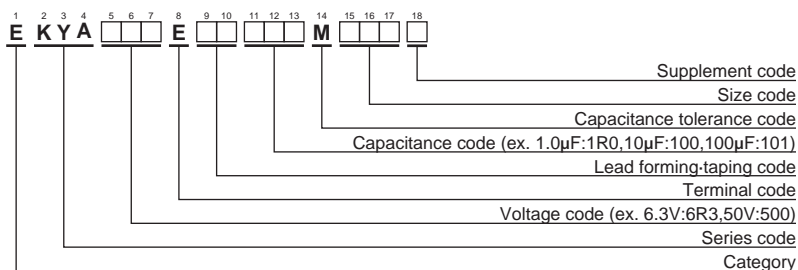 1 2 3 4 5 6 7 8 9 10 11 12 13 14 15 16 17 18
E K Y A □□□ E □□ □□□ M □□□ □
Supplement code
Size code
Capacitance tolerance code
Capacitance code (ex. 1.0μF:1R0,10μF:100,100μF:101)
Lead forming·taping code
Terminal code
Voltage code (ex. 6.3V:6R3,50V:500)
Series code
Category